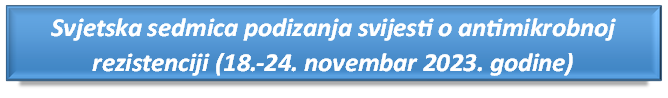 Svjetska sedmica podizanja svijesti o antimikrobnoj
rezistenciji (18.-24. novembar 2023. godine)